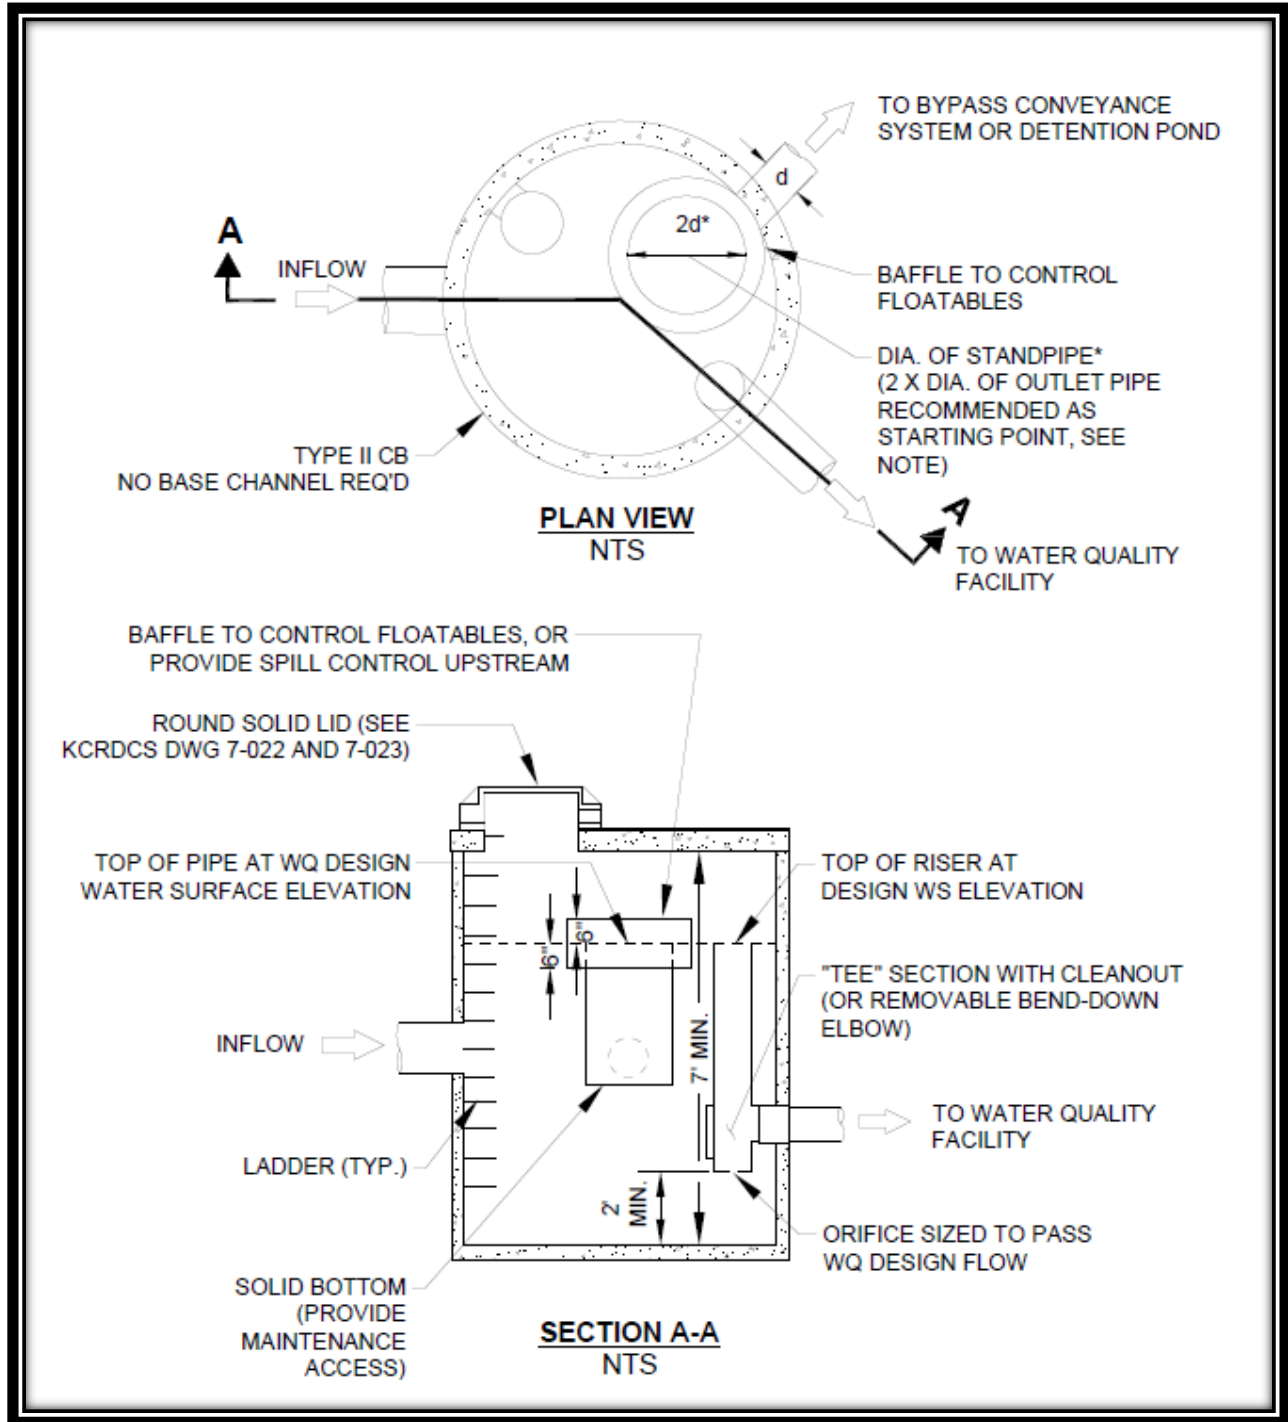 TO BYPASS CONVEYANCE
SYSTEM OR DETENTION POND
d
2d*
A
INFLOW
BAFFLE TO CONTROL
FLOATABLES
DIA. OF STANDPIPE*
(2 X DIA. OF OUTLET PIPE
RECOMMENDED AS
STARTING POINT, SEE
NOTE)
TYPE II CB
NO BASE CHANNEL REQ'D
PLAN VIEW
NTS
A
TO WATER QUALITY
FACILITY
BAFFLE TO CONTROL FLOATABLES, OR
PROVIDE SPILL CONTROL UPSTREAM
ROUND SOLID LID (SEE
KCRDCS DWG 7-022 AND 7-023)
TOP OF PIPE AT WQ DESIGN
WATER SURFACE ELEVATION
TOP OF RISER AT
DESIGN WS ELEVATION
6"
6"
"TEE" SECTION WITH CLEANOUT
(OR REMOVABLE BEND-DOWN
ELBOW)
INFLOW
7' MIN.
TO WATER QUALITY
FACILITY
LADDER (TYP.)
2'
MIN.
ORIFICE SIZED TO PASS
WQ DESIGN FLOW
SOLID BOTTOM
(PROVIDE
MAINTENANCE
ACCESS)
SECTION A-A
NTS